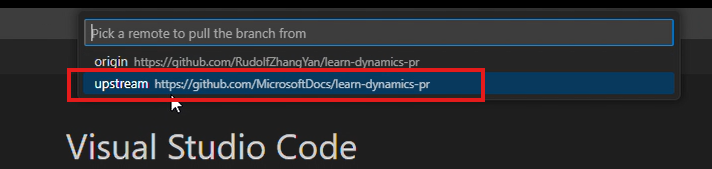 Pick a remote to pull the branch from
origin https://github.com/RudolfZhangYan/learn-dynamics-pr
upstream https://github.com/MicrosoftDocs/learn-dynamics-pr
Visual Studio Code